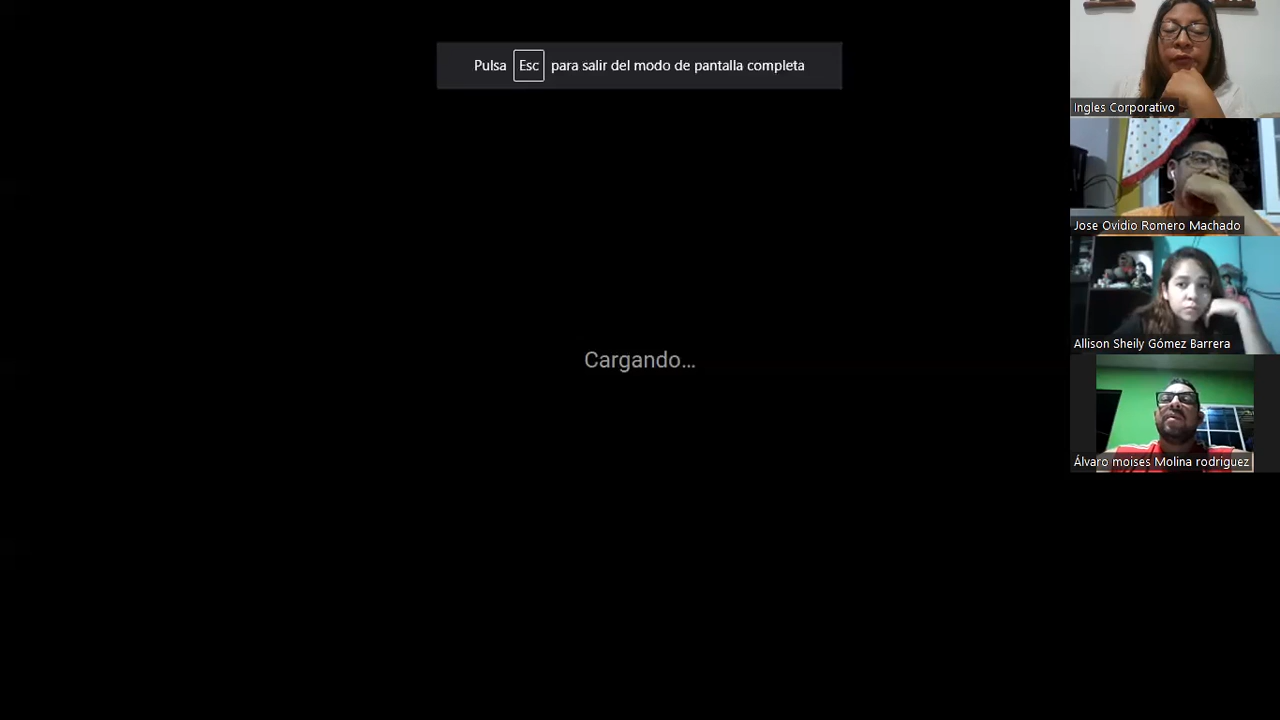 Pulsa Esc para salir del modo de pantalla completa
Cargando...
Ingles Corporativo
Jose Ovidio Romero Machado
Allison Sheily Gómez Barrera
Álvaro moises Molina rodriguez